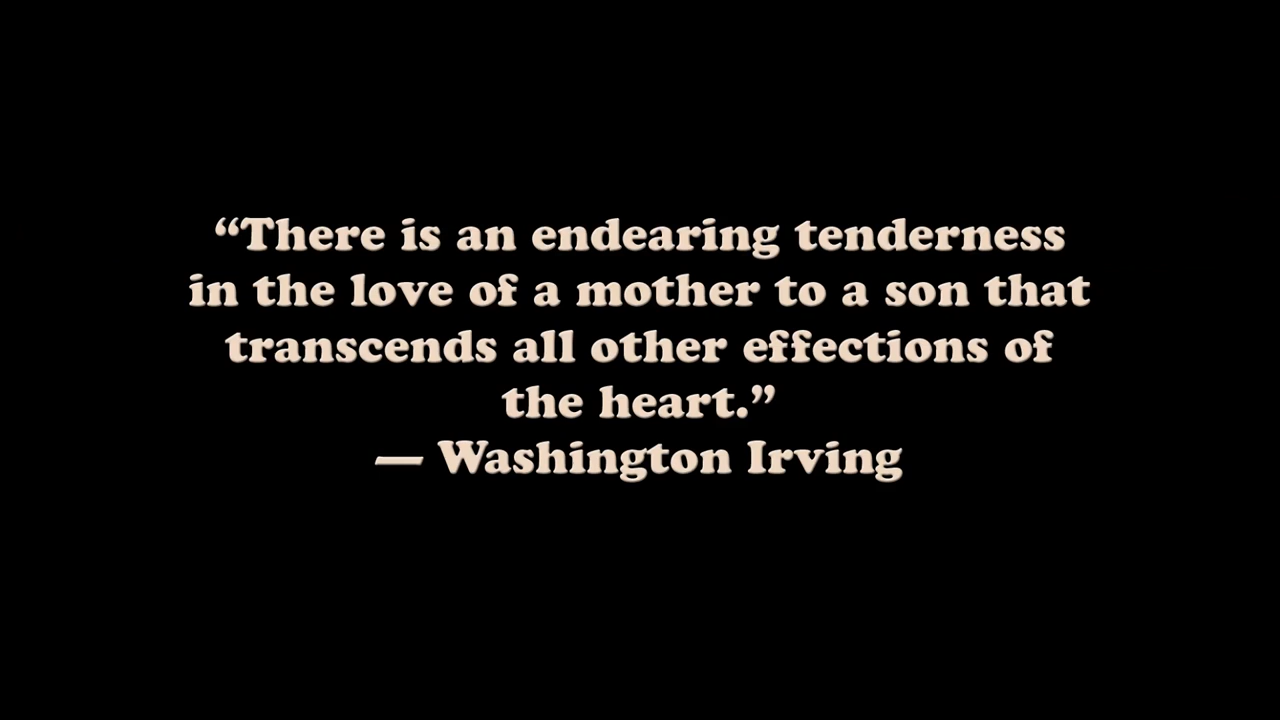 “There is an endearing tenderness
in the love of a mother to a son that
transcends all other effections of
the heart.”
— Washington Irving